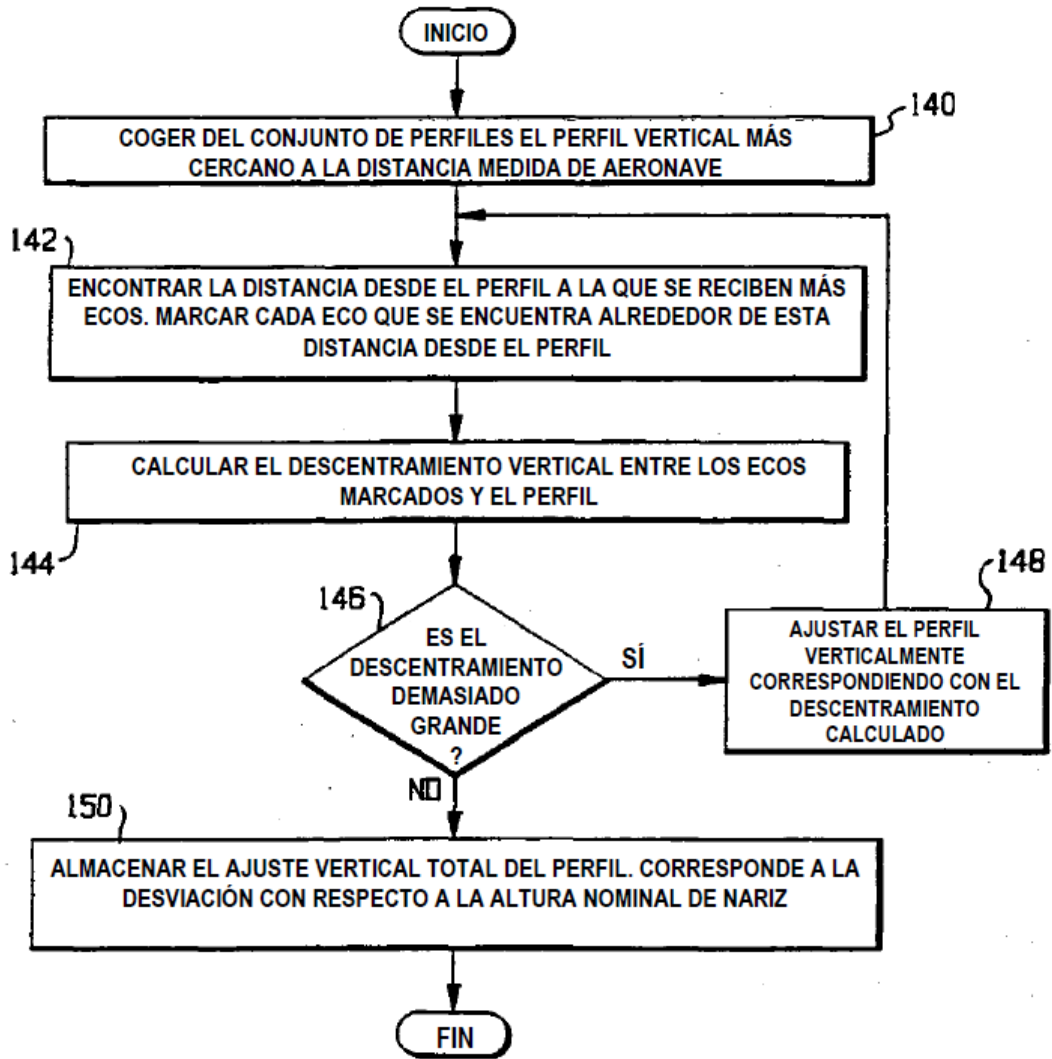 INICIO
140
COGER DEL CONJUNTO DE PERFILES EL PERFIL VERTICAL MÁS
CERCANO A LA DISTANCIA MEDIDA DE AERONAVE
142
ENCONTRAR LA DISTANCIA DESDE EL PERFIL A LA QUE SE RECIBEN MÁS
ECOS. MARCAR CADA ECO QUE SE ENCUENTRA ALREDEDOR DE ESTA
DISTANCIA DESDE EL PERFIL
CALCULAR EL DESCENTRAMIENTO VERTICAL ENTRE LOS ECOS
MARCADOS Y EL PERFIL
144
146
ES EL
DESCENTRAMIENTO
DEMASIADO
GRANDE
?
SÍ
148
AJUSTAR EL PERFIL
VERTICALMENTE
CORRESPONDIENDO CON EL
DESCENTRAMIENTO
CALCULADO
NO
150
ALMACENAR EL AJUSTE VERTICAL TOTAL DEL PERFIL. CORRESPONDE A LA
DESVIACIÓN CON RESPECTO A LA ALTURA NOMINAL DE NARIZ
FIN